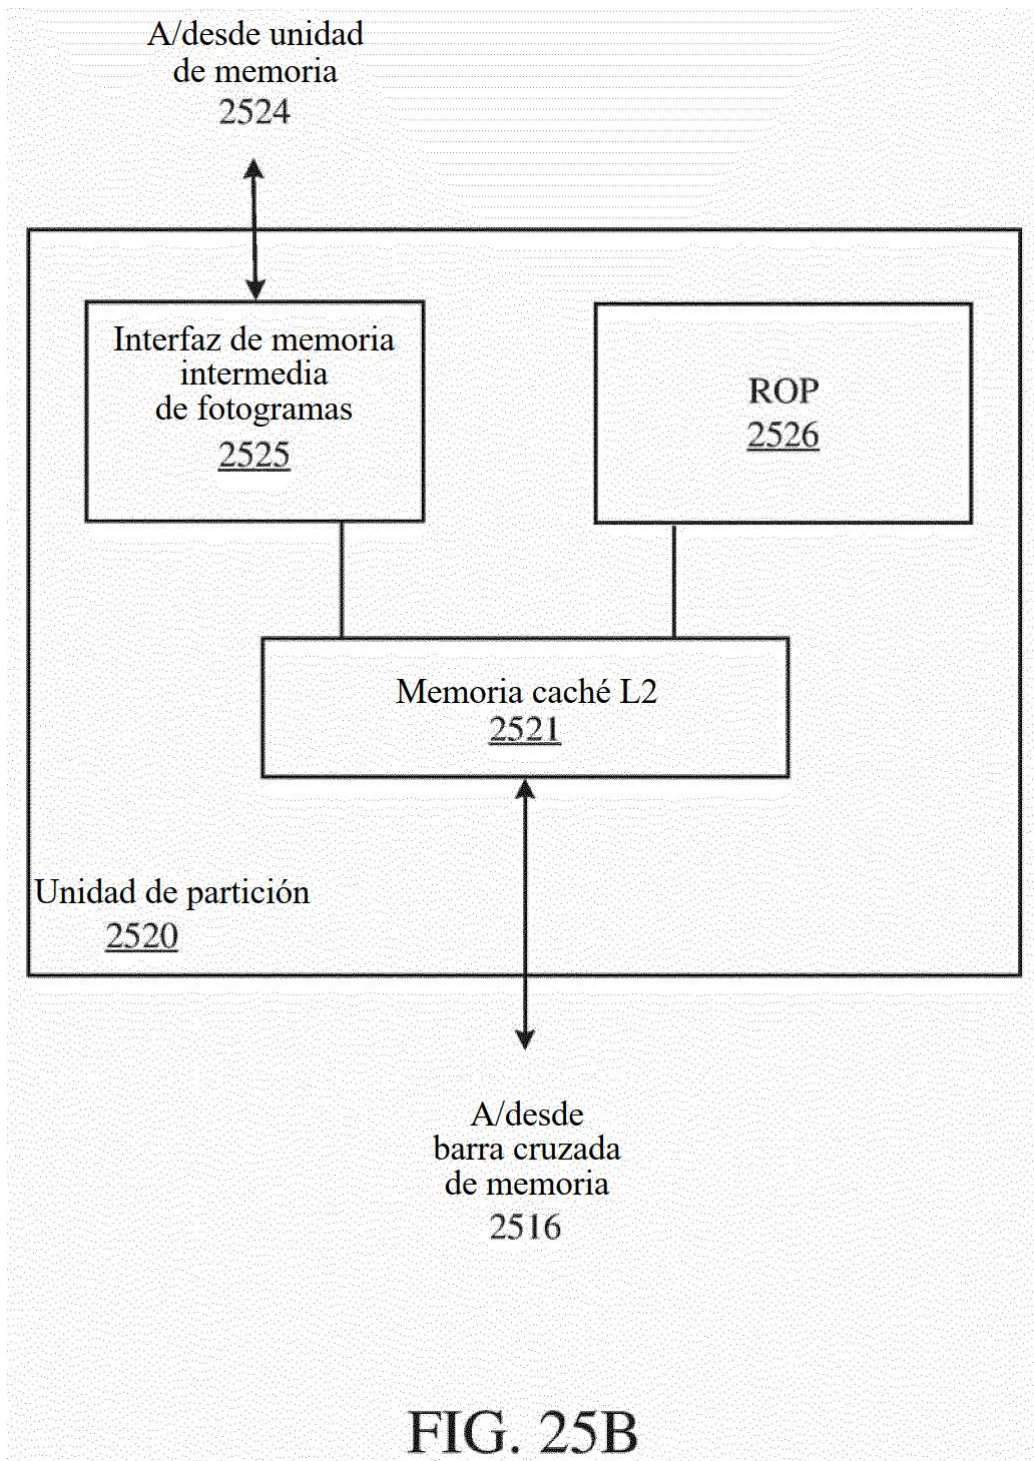 A/desde unidad
de memoria
2524
Interfaz de memoria
intermedia
de fotogramas
2525
ROP
2526
Memoria caché L2
2521
Unidad de partición
2520
A/desde
barra cruzada
de memoria
2516
FIG. 25B